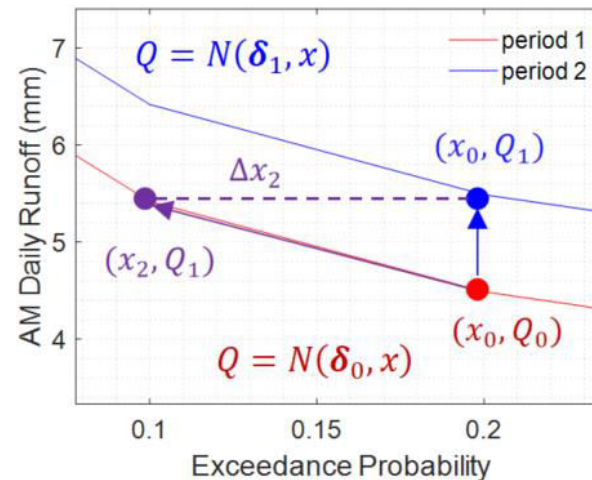 AM Daily Runoff (mm)
7
6
5
4
Q = N(δ₁, x)
period 1
period 2
(x₀, Q₁)
Δx₂
(x₂, Q₁)
(x₀, Q₀)
Q = N(δ₀, x)
0.1
0.15
0.2
Exceedance Probability